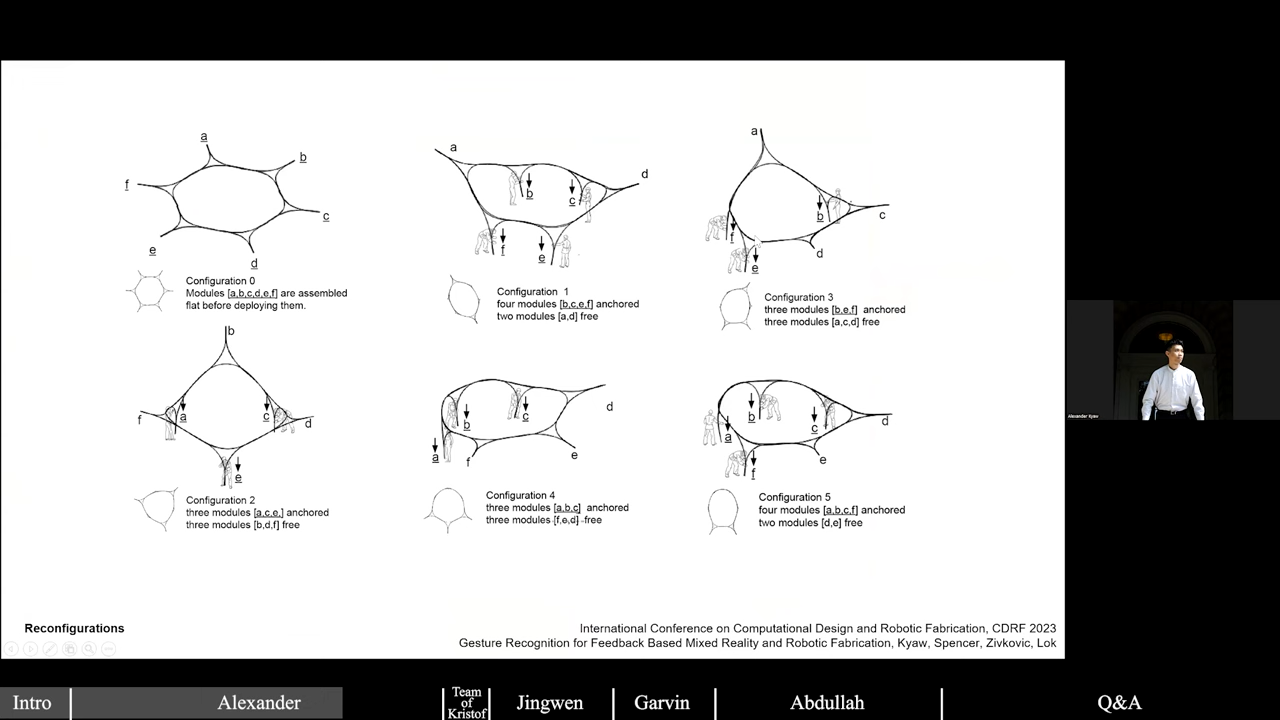 a
b
f
c
e
d
Configuration 0
Modules [a,b,c,d,e,f] are assembled
flat before deploying them.
a
d
b
c
f
e
Configuration 1
four modules [b,c,e,f] anchored
two modules [a,d] free
a
b
c
f
d
e
Configuration 3
three modules [b,e,f] anchored
three modules [a,c,d] free
b
f
a
c
d
e
Configuration 2
three modules [a,c,e,] anchored
three modules [b,d,f] free
d
b
c
a
f
e
Configuration 4
three modules [a,b,c] anchored
three modules [f,e,d] free
b
c
d
a
f
e
Configuration 5
four modules [a,b,c,f] anchored
two modules [d,e] free
Alexander Kyaw
Reconfigurations
International Conference on Computational Design and Robotic Fabrication, CDRF 2023
Gesture Recognition for Feedback Based Mixed Reality and Robotic Fabrication, Kyaw, Spencer, Zivkovic, Lok
Intro
Alexander
Team
of
Kristof
Jingwen
Garvin
Abdullah
Q&A